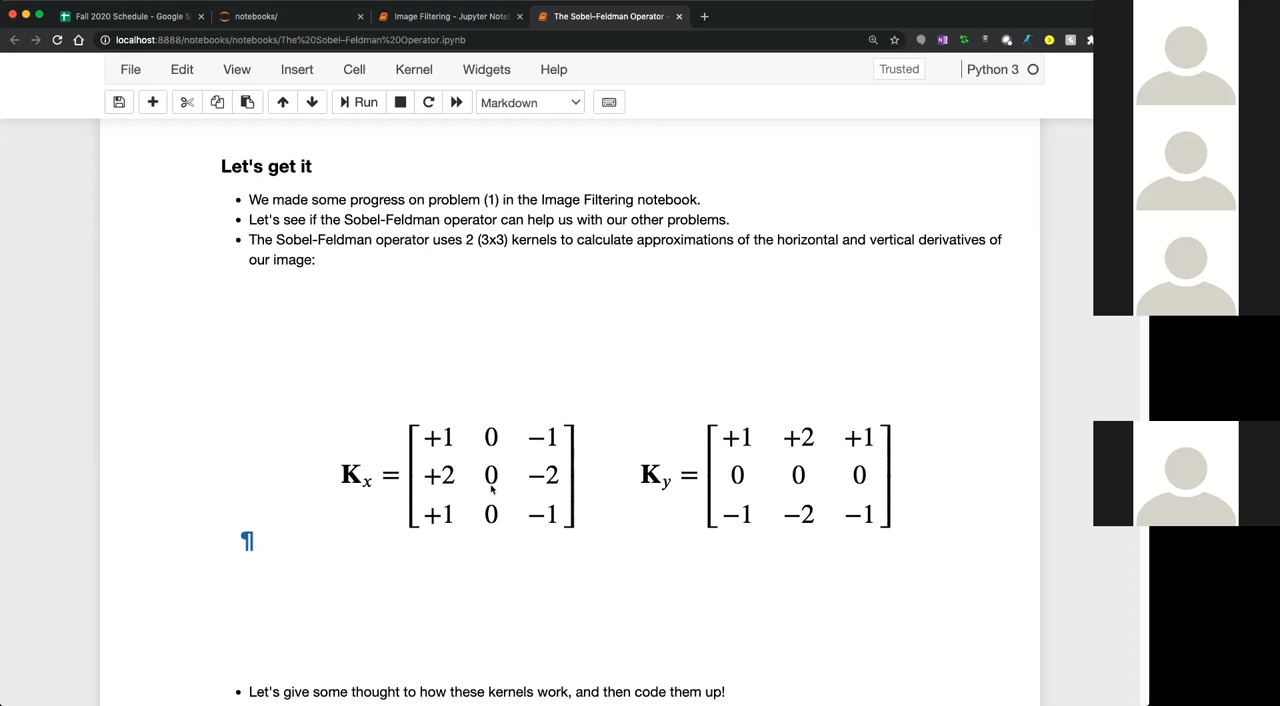 Fall 2020 Schedule - Google S
notebooks/
Image Filtering - Jupyter Note
The Sobel–Feldman Operator -
localhost:8888/notebooks/notebooks/The%20Sobel–Feldman%20Operator.ipynb
File Edit View Insert Cell Kernel Widgets Help Trusted Python 3
Run Markdown
Let's get it
• We made some progress on problem (1) in the Image Filtering notebook.
• Let's see if the Sobel-Feldman operator can help us with our other problems.
• The Sobel-Feldman operator uses 2 (3x3) kernels to calculate approximations of the horizontal and vertical derivatives of
our image:
+1 0 −1 +1 +2 +1
Kx = +2 0 −2 Ky = 0 0 0
+1 0 −1 −1 −2 −1
¶
• Let's give some thought to how these kernels work, and then code them up!